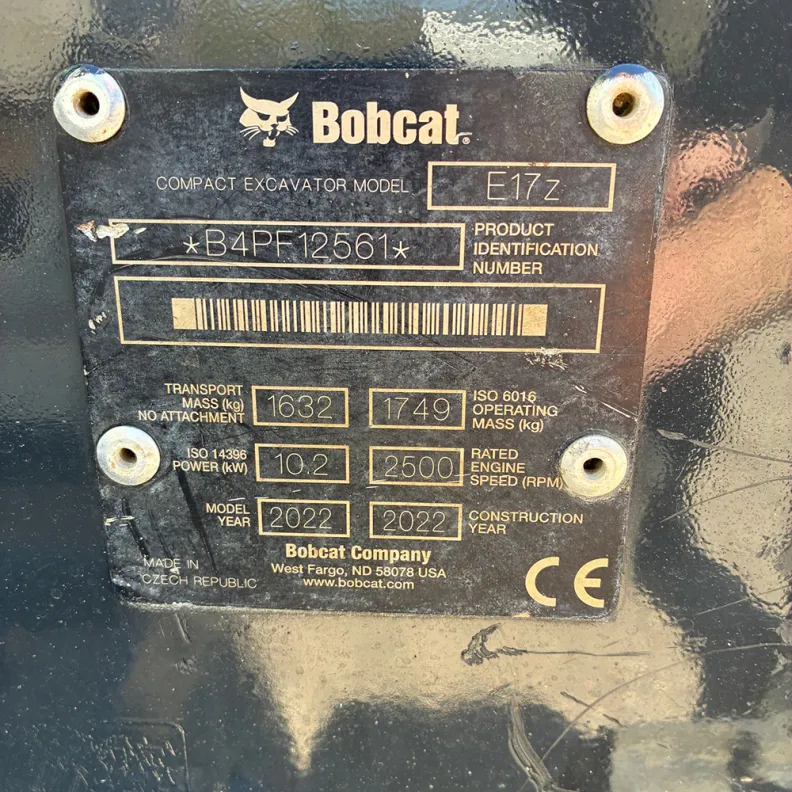 Bobcat®
COMPACT EXCAVATOR MODEL E17z
*B4PF12561*
PRODUCT
IDENTIFICATION
NUMBER
TRANSPORT
MASS (kg)
NO ATTACHMENT
1632
1749
ISO 6016
OPERATING
MASS (kg)
ISO 14396
POWER (kW)
10.2
2500
RATED
ENGINE
SPEED (RPM)
MODEL
YEAR
2022
2022
CONSTRUCTION
YEAR
Bobcat Company
West Fargo, ND 58078 USA
www.bobcat.com
MADE IN
CZECH REPUBLIC
CE